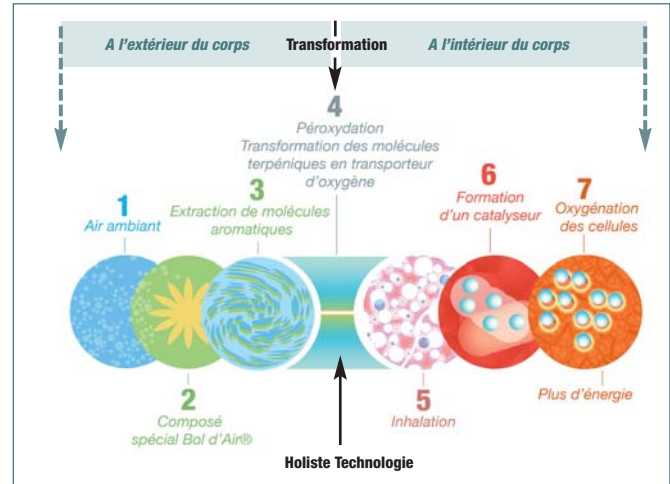 A l'extérieur du corps
Transformation
A l'intérieur du corps
1
Air ambiant
2
Composé
spécial Bol d'Air®
3
Extraction de molécules
aromatiques
4
Péroxydation
Transformation des molécules
terpéniques en transporteur
d'oxygène
5
Inhalation
6
Formation
d'un catalyseur
7
Oxygénation
des cellules
Plus d'énergie
Holiste Technologie